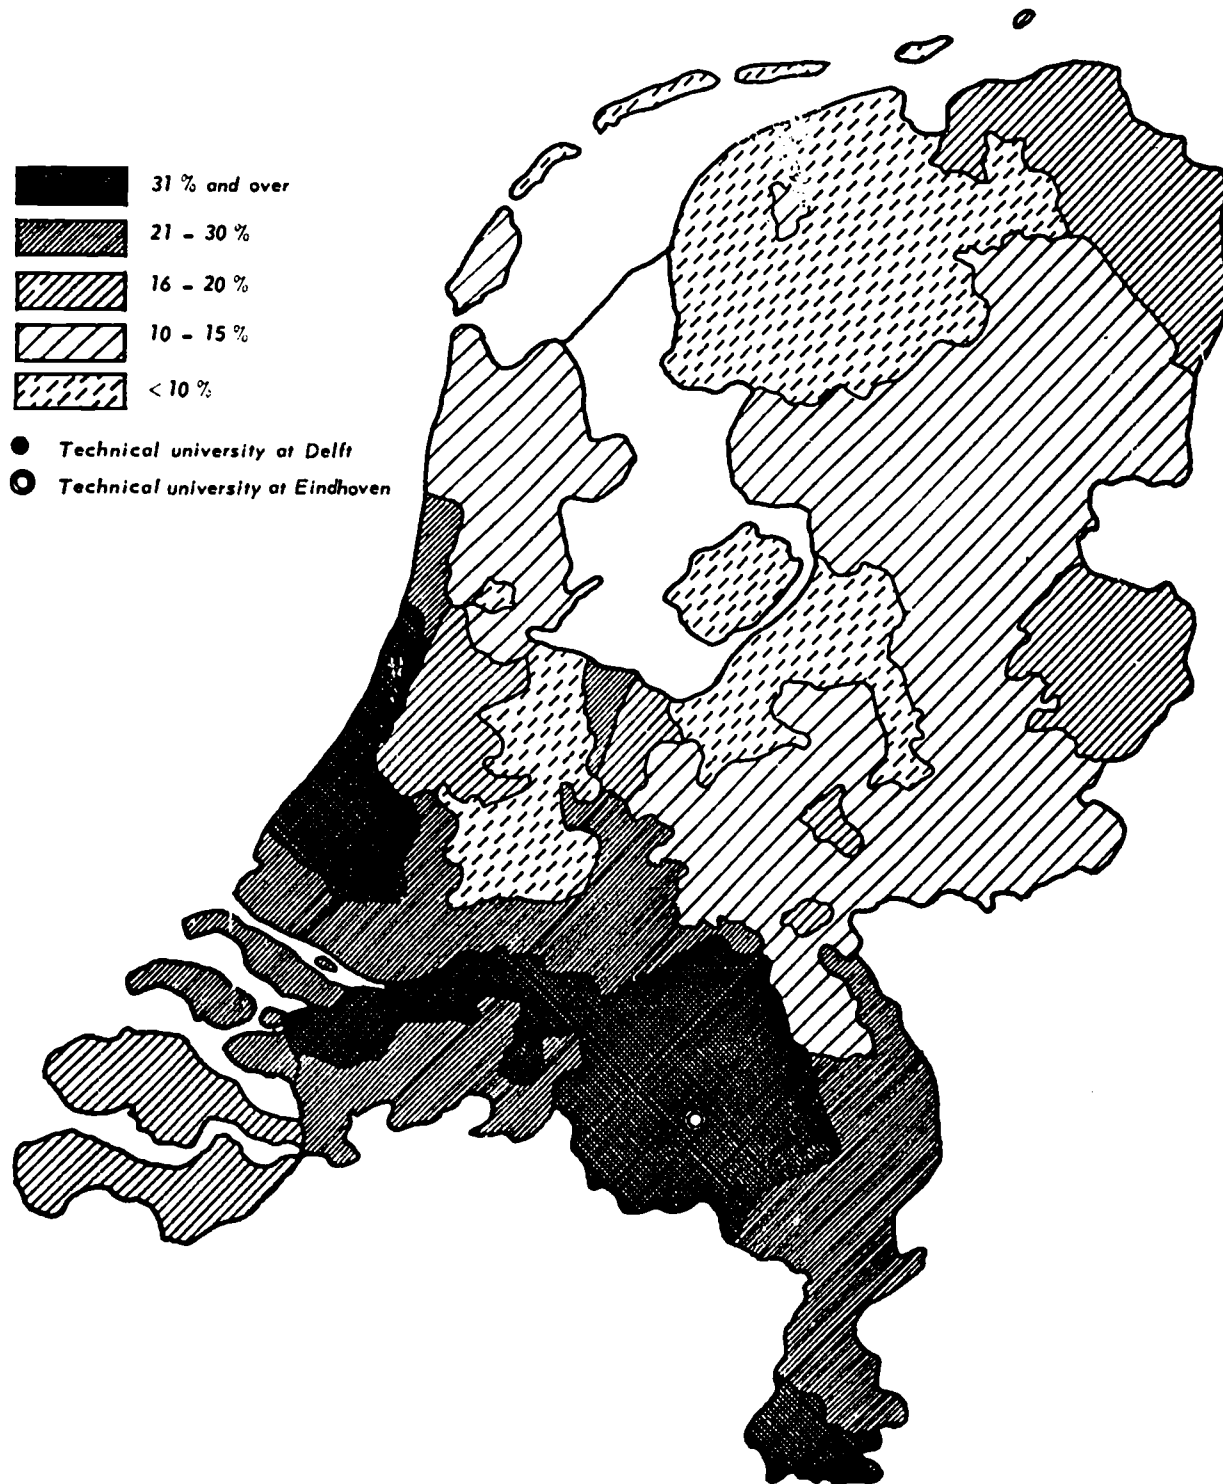 31 % and over
21 - 30 %
16 - 20 %
10 - 15 %
< 10 %
Technical university at Delft
Technical university at Eindhoven